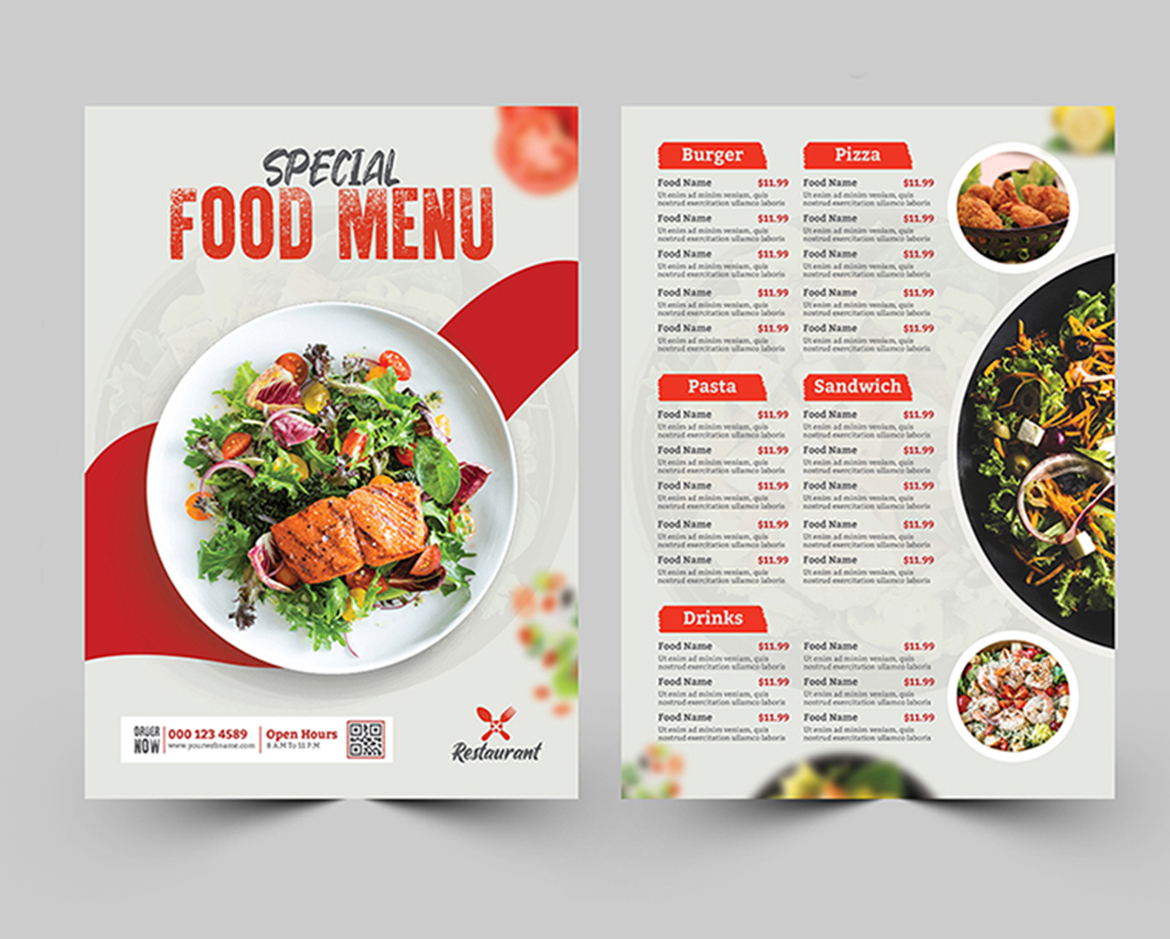 SPECIAL
FOOD MENU
ORDER
NOW
000 123 4589
www.yourwebname.com
Open Hours
8 A.M To 11 P.M
Restaurant
Burger
Food Name $11.99
Ut enim ad minim veniam, quis
nostrud exercitation ullamco laboris
Food Name $11.99
Ut enim ad minim veniam, quis
nostrud exercitation ullamco laboris
Food Name $11.99
Ut enim ad minim veniam, quis
nostrud exercitation ullamco laboris
Food Name $11.99
Ut enim ad minim veniam, quis
nostrud exercitation ullamco laboris
Food Name $11.99
Ut enim ad minim veniam, quis
nostrud exercitation ullamco laboris
Pizza
Food Name $11.99
Ut enim ad minim veniam, quis
nostrud exercitation ullamco laboris
Food Name $11.99
Ut enim ad minim veniam, quis
nostrud exercitation ullamco laboris
Food Name $11.99
Ut enim ad minim veniam, quis
nostrud exercitation ullamco laboris
Food Name $11.99
Ut enim ad minim veniam, quis
nostrud exercitation ullamco laboris
Food Name $11.99
Ut enim ad minim veniam, quis
nostrud exercitation ullamco laboris
Pasta
Food Name $11.99
Ut enim ad minim veniam, quis
nostrud exercitation ullamco laboris
Food Name $11.99
Ut enim ad minim veniam, quis
nostrud exercitation ullamco laboris
Food Name $11.99
Ut enim ad minim veniam, quis
nostrud exercitation ullamco laboris
Food Name $11.99
Ut enim ad minim veniam, quis
nostrud exercitation ullamco laboris
Food Name $11.99
Ut enim ad minim veniam, quis
nostrud exercitation ullamco laboris
Sandwich
Food Name $11.99
Ut enim ad minim veniam, quis
nostrud exercitation ullamco laboris
Food Name $11.99
Ut enim ad minim veniam, quis
nostrud exercitation ullamco laboris
Food Name $11.99
Ut enim ad minim veniam, quis
nostrud exercitation ullamco laboris
Food Name $11.99
Ut enim ad minim veniam, quis
nostrud exercitation ullamco laboris
Food Name $11.99
Ut enim ad minim veniam, quis
nostrud exercitation ullamco laboris
Drinks
Food Name $11.99
Ut enim ad minim veniam, quis
nostrud exercitation ullamco laboris
Food Name $11.99
Ut enim ad minim veniam, quis
nostrud exercitation ullamco laboris
Food Name $11.99
Ut enim ad minim veniam, quis
nostrud exercitation ullamco laboris
Food Name $11.99
Ut enim ad minim veniam, quis
nostrud exercitation ullamco laboris
Food Name $11.99
Ut enim ad minim veniam, quis
nostrud exercitation ullamco laboris
Food Name $11.99
Ut enim ad minim veniam, quis
nostrud exercitation ullamco laboris